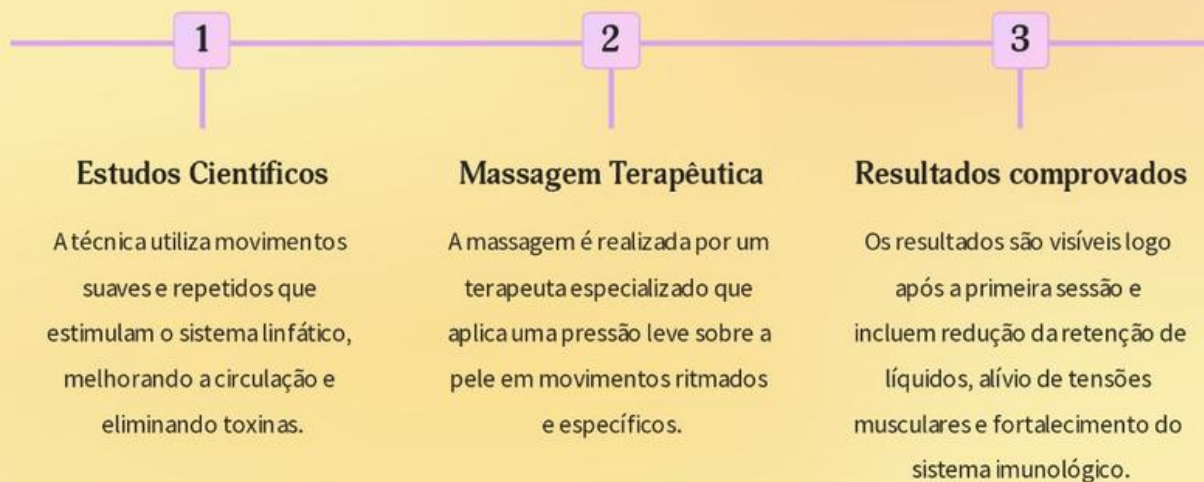 1
2
3
Estudos Científicos
A técnica utiliza movimentos
suaves e repetidos que
estimulam o sistema linfático,
melhorando a circulação e
eliminando toxinas.
Massagem Terapêutica
A massagem é realizada por um
terapeuta especializado que
aplica uma pressão leve sobre a
pele em movimentos ritmados
e específicos.
Resultados comprovados
Os resultados são visíveis logo
após a primeira sessão e
incluem redução da retenção de
líquidos, alívio de tensões
musculares e fortalecimento do
sistema imunológico.